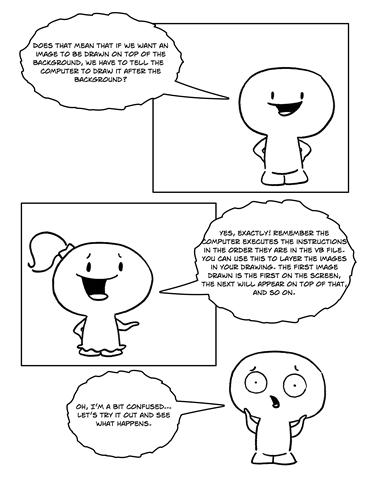 DOES THAT MEAN THAT IF WE WANT AN
IMAGE TO BE DRAWN ON TOP OF THE
BACKGROUND, WE HAVE TO TELL THE
COMPUTER TO DRAW IT AFTER THE
BACKGROUND?
YES, EXACTLY! REMEMBER THE
COMPUTER EXECUTES THE INSTRUCTIONS
IN THE ORDER THEY ARE IN THE VB FILE.
YOU CAN USE THIS TO LAYER THE IMAGES
IN YOUR DRAWING. THE FIRST IMAGE
DRAWN IS THE FIRST ON THE SCREEN,
THE NEXT WILL APPEAR ON TOP OF THAT,
AND SO ON.
OH, I'M A BIT CONFUSED...
LET'S TRY IT OUT AND SEE
WHAT HAPPENS.